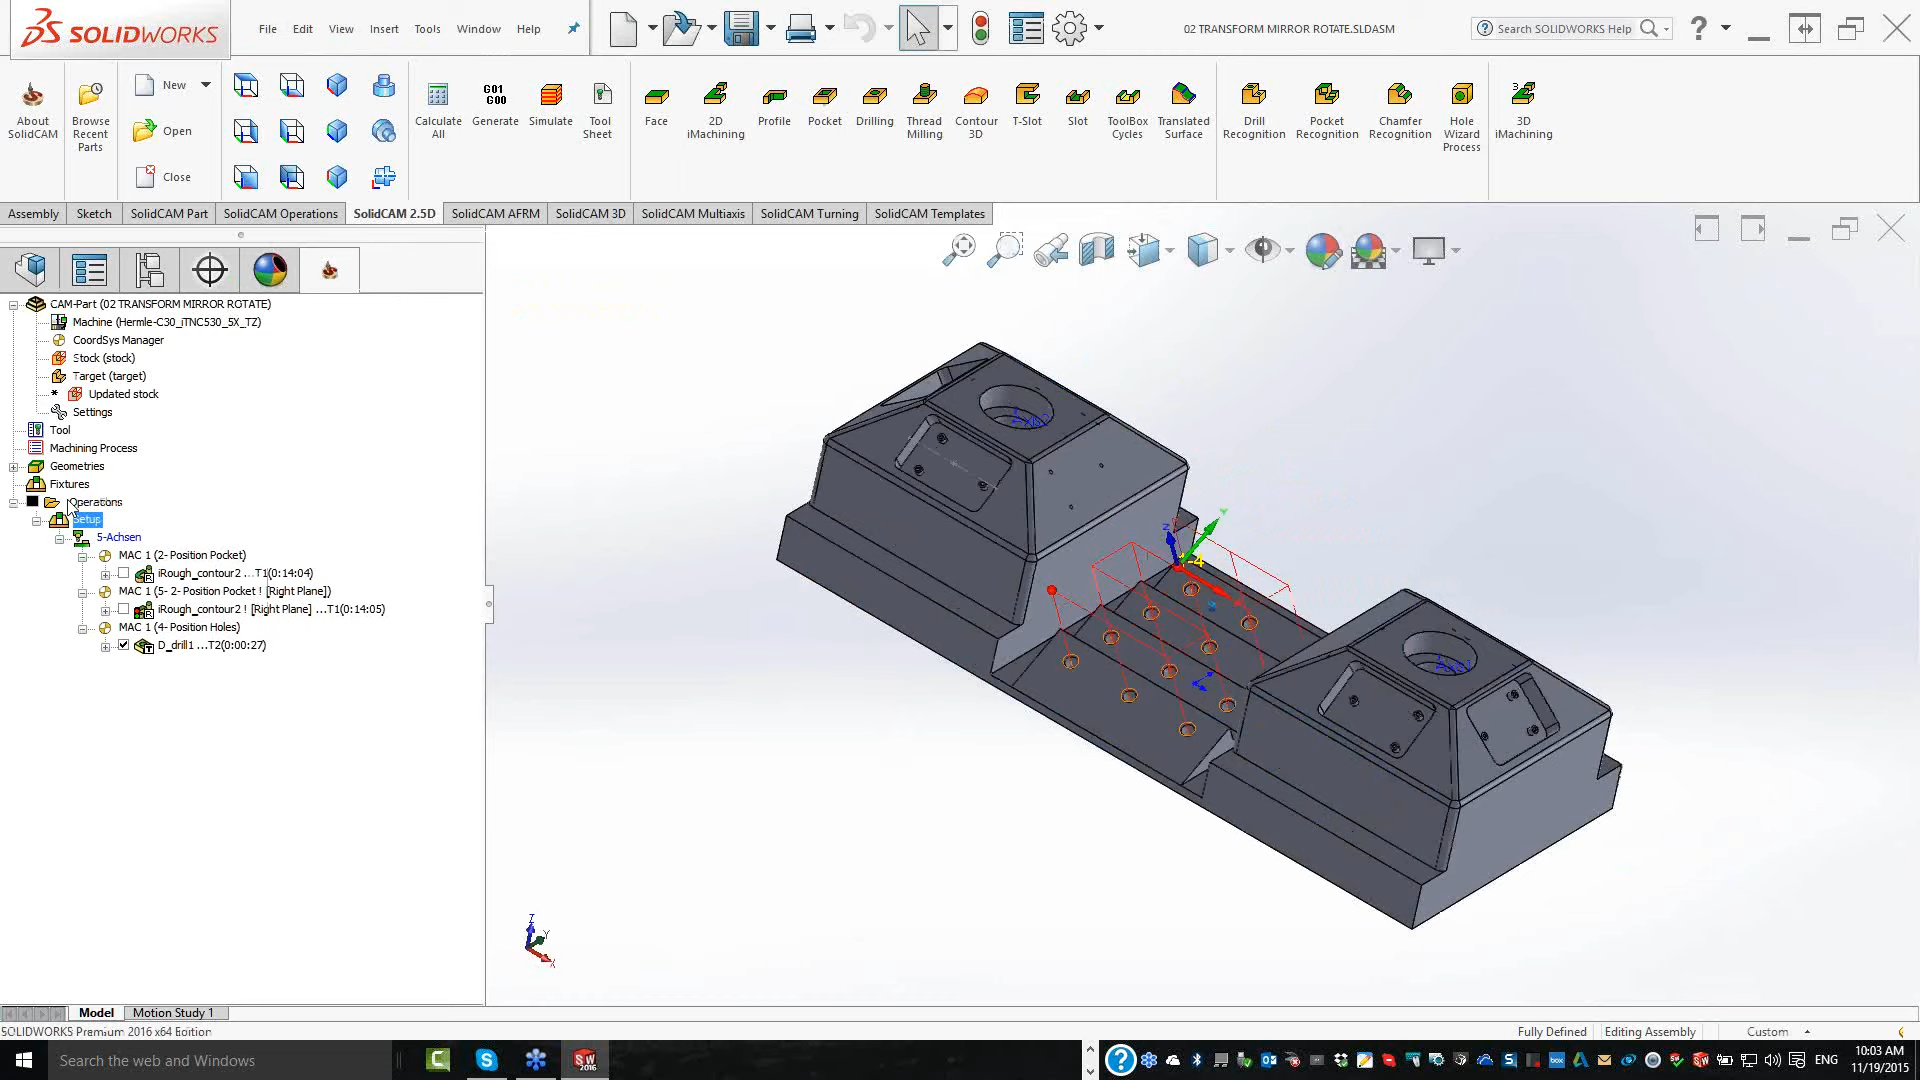 SOLIDWORKS
File Edit View Insert Tools Window Help
02 TRANSFORM MIRROR ROTATE.SLDASM
Search SOLIDWORKS Help
About SolidCAM
Browse Recent Parts
New
Open
Close
Calculate All
G01 G00
Generate
Simulate
Tool Sheet
Face
2D iMachining
Profile
Pocket
Drilling
Thread Milling
Contour 3D
T-Slot
Slot
ToolBox Cycles
Translated Surface
Drill Recognition
Pocket Recognition
Chamfer Recognition
Hole Wizard Process
3D iMachining
Assembly Sketch SolidCAM Part SolidCAM Operations SolidCAM 2.5D SolidCAM AFRM SolidCAM 3D SolidCAM Multiaxis SolidCAM Turning SolidCAM Templates
CAM-Part (02 TRANSFORM MIRROR ROTATE)
Machine (Hermle-C30_iTNC530_5X_TZ)
CoordSys Manager
Stock (stock)
Target (target)
* Updated stock
Settings
Tool
Machining Process
Geometries
Fixtures
Operations
Setup
5-Achsen
MAC 1 (2- Position Pocket)
iRough_contour2 ...T1(0:14:04)
MAC 1 (5- 2- Position Pocket ! [Right Plane])
iRough_contour2 ! [Right Plane] ...T1(0:14:05)
MAC 1 (4- Position Holes)
D_drill1 ...T2(0:00:27)
Z
Y
X
Model Motion Study 1
SOLIDWORKS Premium 2016 x64 Edition
Fully Defined Editing Assembly Custom
Search the web and Windows
ENG
10:03 AM
11/19/2015